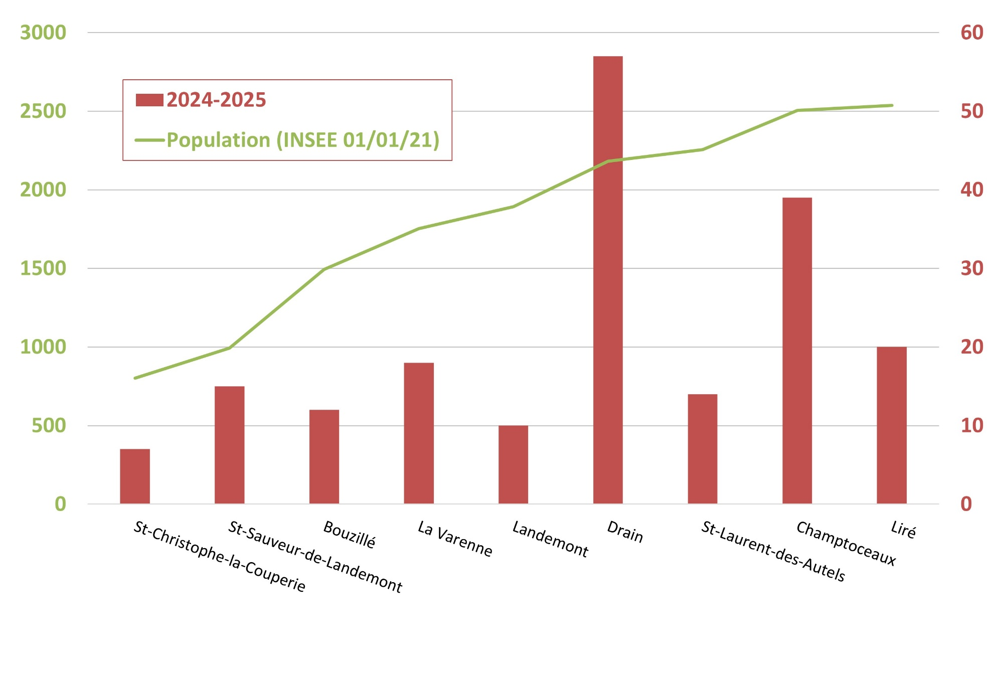 3000
2500
2000
1500
1000
500
0
60
50
40
30
20
10
0
2024-2025
Population (INSEE 01/01/21)
St-Christophe-la-Couperie
St-Sauveur-de-Landemont
Bouzillé
La Varenne
Landemont
Drain
St-Laurent-des-Autels
Champtoceaux
Liré